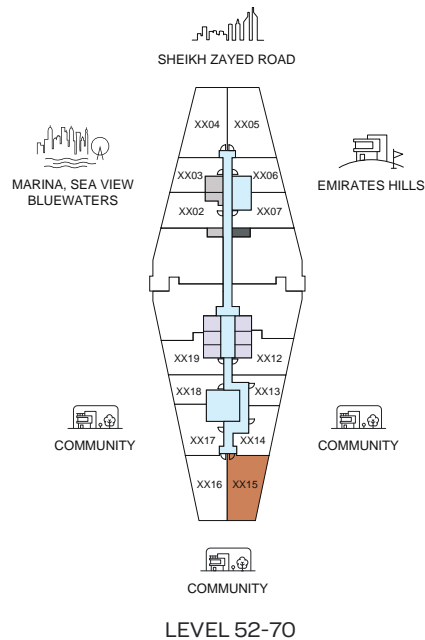 SHEIKH ZAYED ROAD
XX04
XX05
MARINA, SEA VIEW
BLUEWATERS
XX03
XX06
EMIRATES HILLS
XX02
XX07
XX19
XX12
XX18
XX13
COMMUNITY
COMMUNITY
XX17
XX14
XX16
XX15
COMMUNITY
LEVEL 52-70